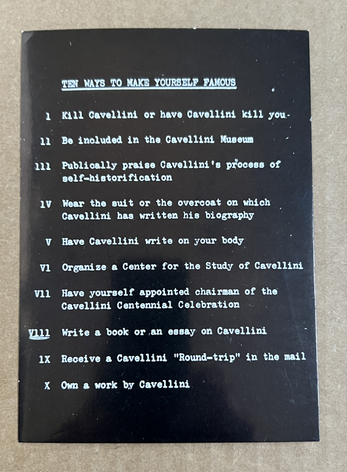 TEN WAYS TO MAKE YOURSELF FAMOUS
1 Kill Cavellini or have Cavellini kill you.
11 Be included in the Cavellini Museum
111 Publically praise Cavellini's process of
self-historification
1V Wear the suit or the overcoat on which
Cavellini has written his biography
V Have Cavellini write on your body
V1 Organize a Center for the Study of Cavellini
V11 Have yourself appointed chairman of the
Cavellini Centennial Celebration
V111 Write a book or an essay on Cavellini
1X Receive a Cavellini "Round-trip" in the mail
X Own a work by Cavellini